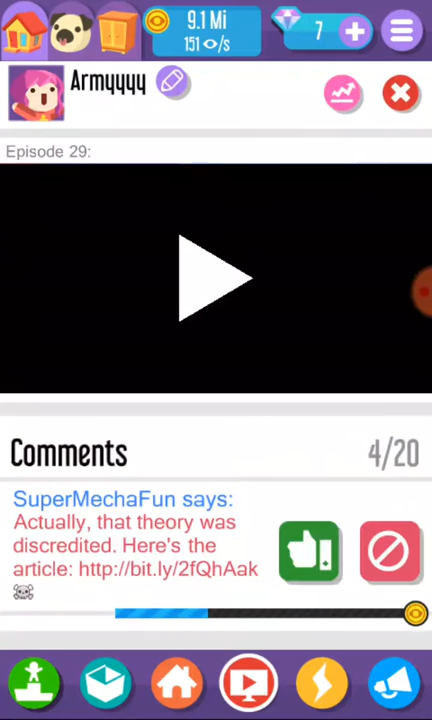 9.1 Mi
151 /s
7
Armyyyy
Episode 29:
Comments
4/20
SuperMechaFun says:
Actually, that theory was
discredited. Here's the
article: http://bit.ly/2fQhAak